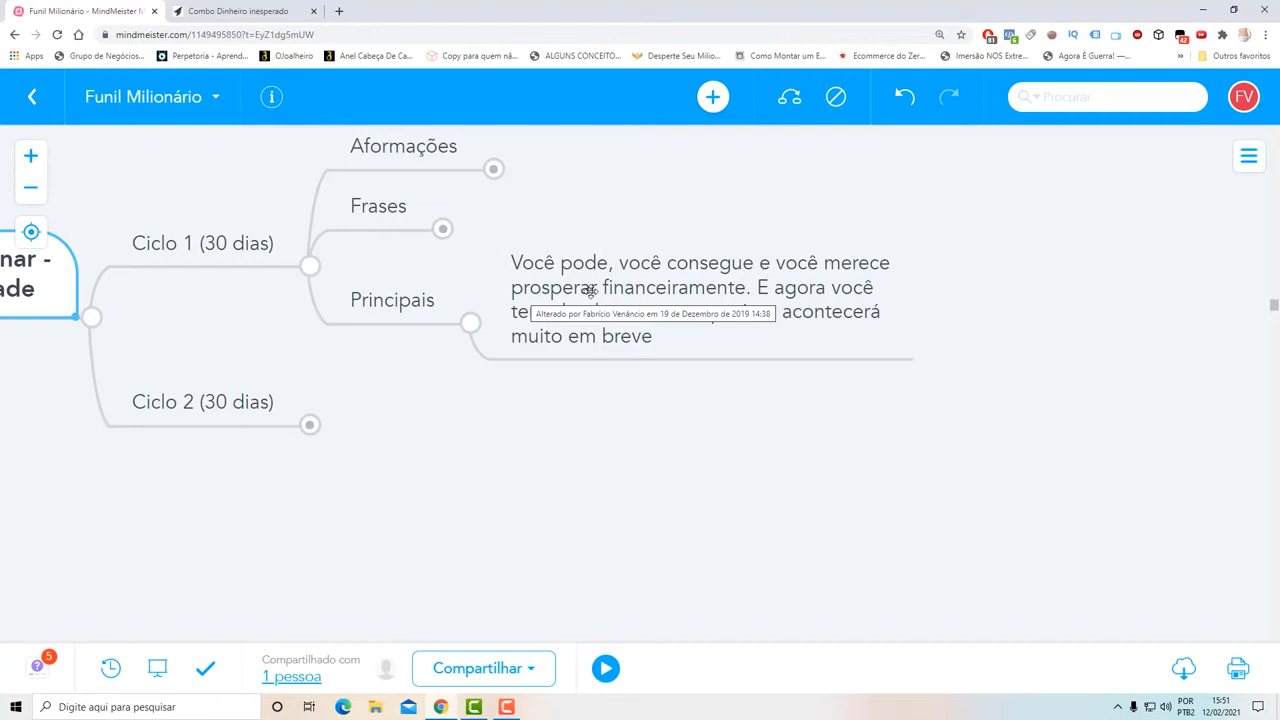 Funil Milionário - MindMeister M
Combo Dinheiro inesperado
mindmeister.com/1149495850?t=EyZ1dg5mUW
Apps
Grupo de Negócios...
Perpetoria - Aprend...
OJoalheiro
Anel Cabeça De Ca...
Copy para quem nã...
ALGUNS CONCEITO...
Desperte Seu Milio...
Como Montar um E...
Ecommerce do Zer...
Imersão NOS Extre...
Agora É Guerra! —...
»
Outros favoritos
Funil Milionário
Procurar
FV
Aformações
Frases
Ciclo 1 (30 dias)
nar -
ade
Principais
Você pode, você consegue e você merece
prosperar financeiramente. E agora você
te
acontecerá
Alterado por Fabrício Venâncio em 19 de Dezembro de 2019 14:38
muito em breve
Ciclo 2 (30 dias)
5
Compartilhado com
1 pessoa
Compartilhar
Digite aqui para pesquisar
POR
PTB2
15:51
12/02/2021